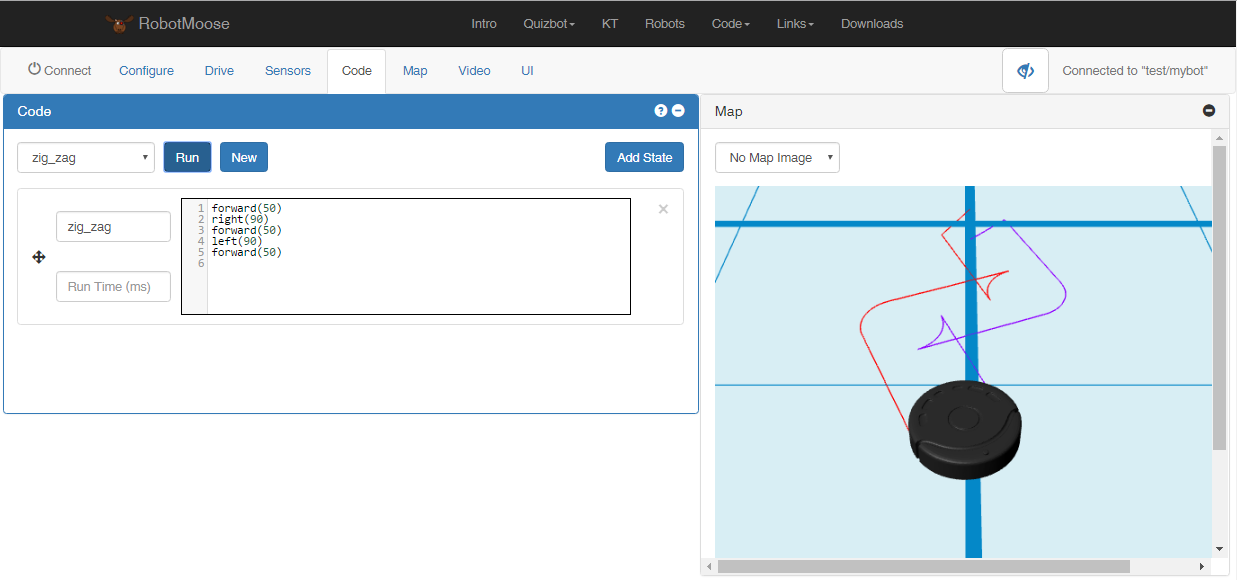 RobotMoose Intro Quizbot KT Robots Code Links Downloads
Connect Configure Drive Sensors Code Map Video UI Connected to "test/mybot"
Code ?
Map
zig_zag Run New Add State
No Map Image
zig_zag
Run Time (ms)
1 forward(50)
2 right(90)
3 forward(50)
4 left(90)
5 forward(50)
6